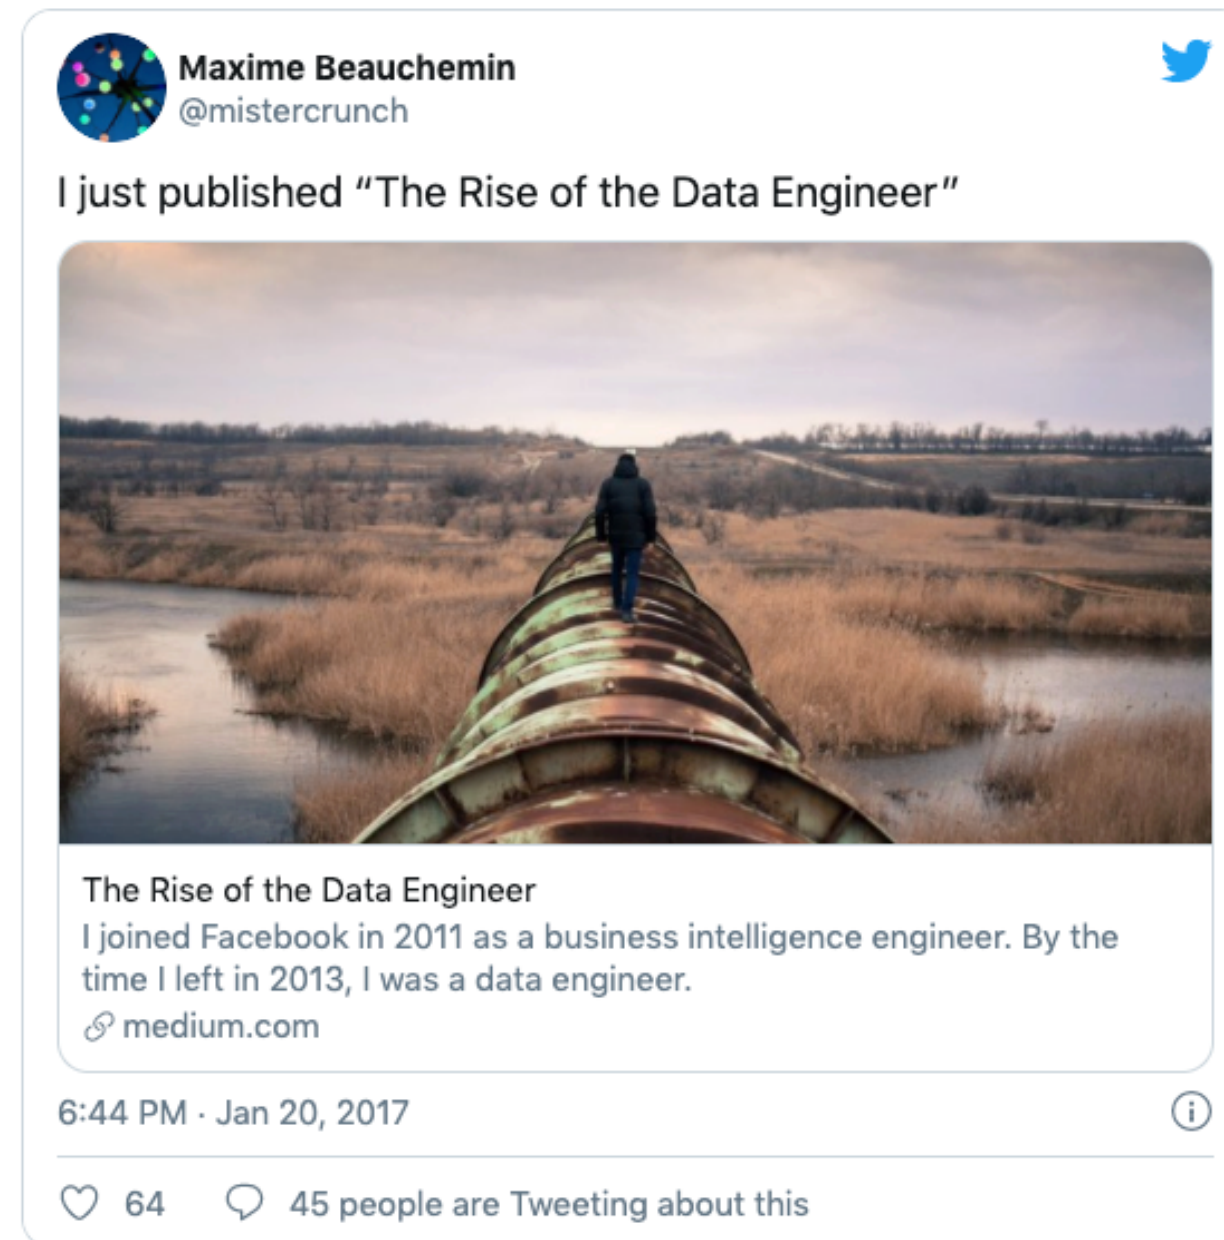 Maxime Beauchemin
@mistercrunch
I just published “The Rise of the Data Engineer”
The Rise of the Data Engineer
I joined Facebook in 2011 as a business intelligence engineer. By the
time I left in 2013, I was a data engineer.
medium.com
6:44 PM · Jan 20, 2017
64
45 people are Tweeting about this